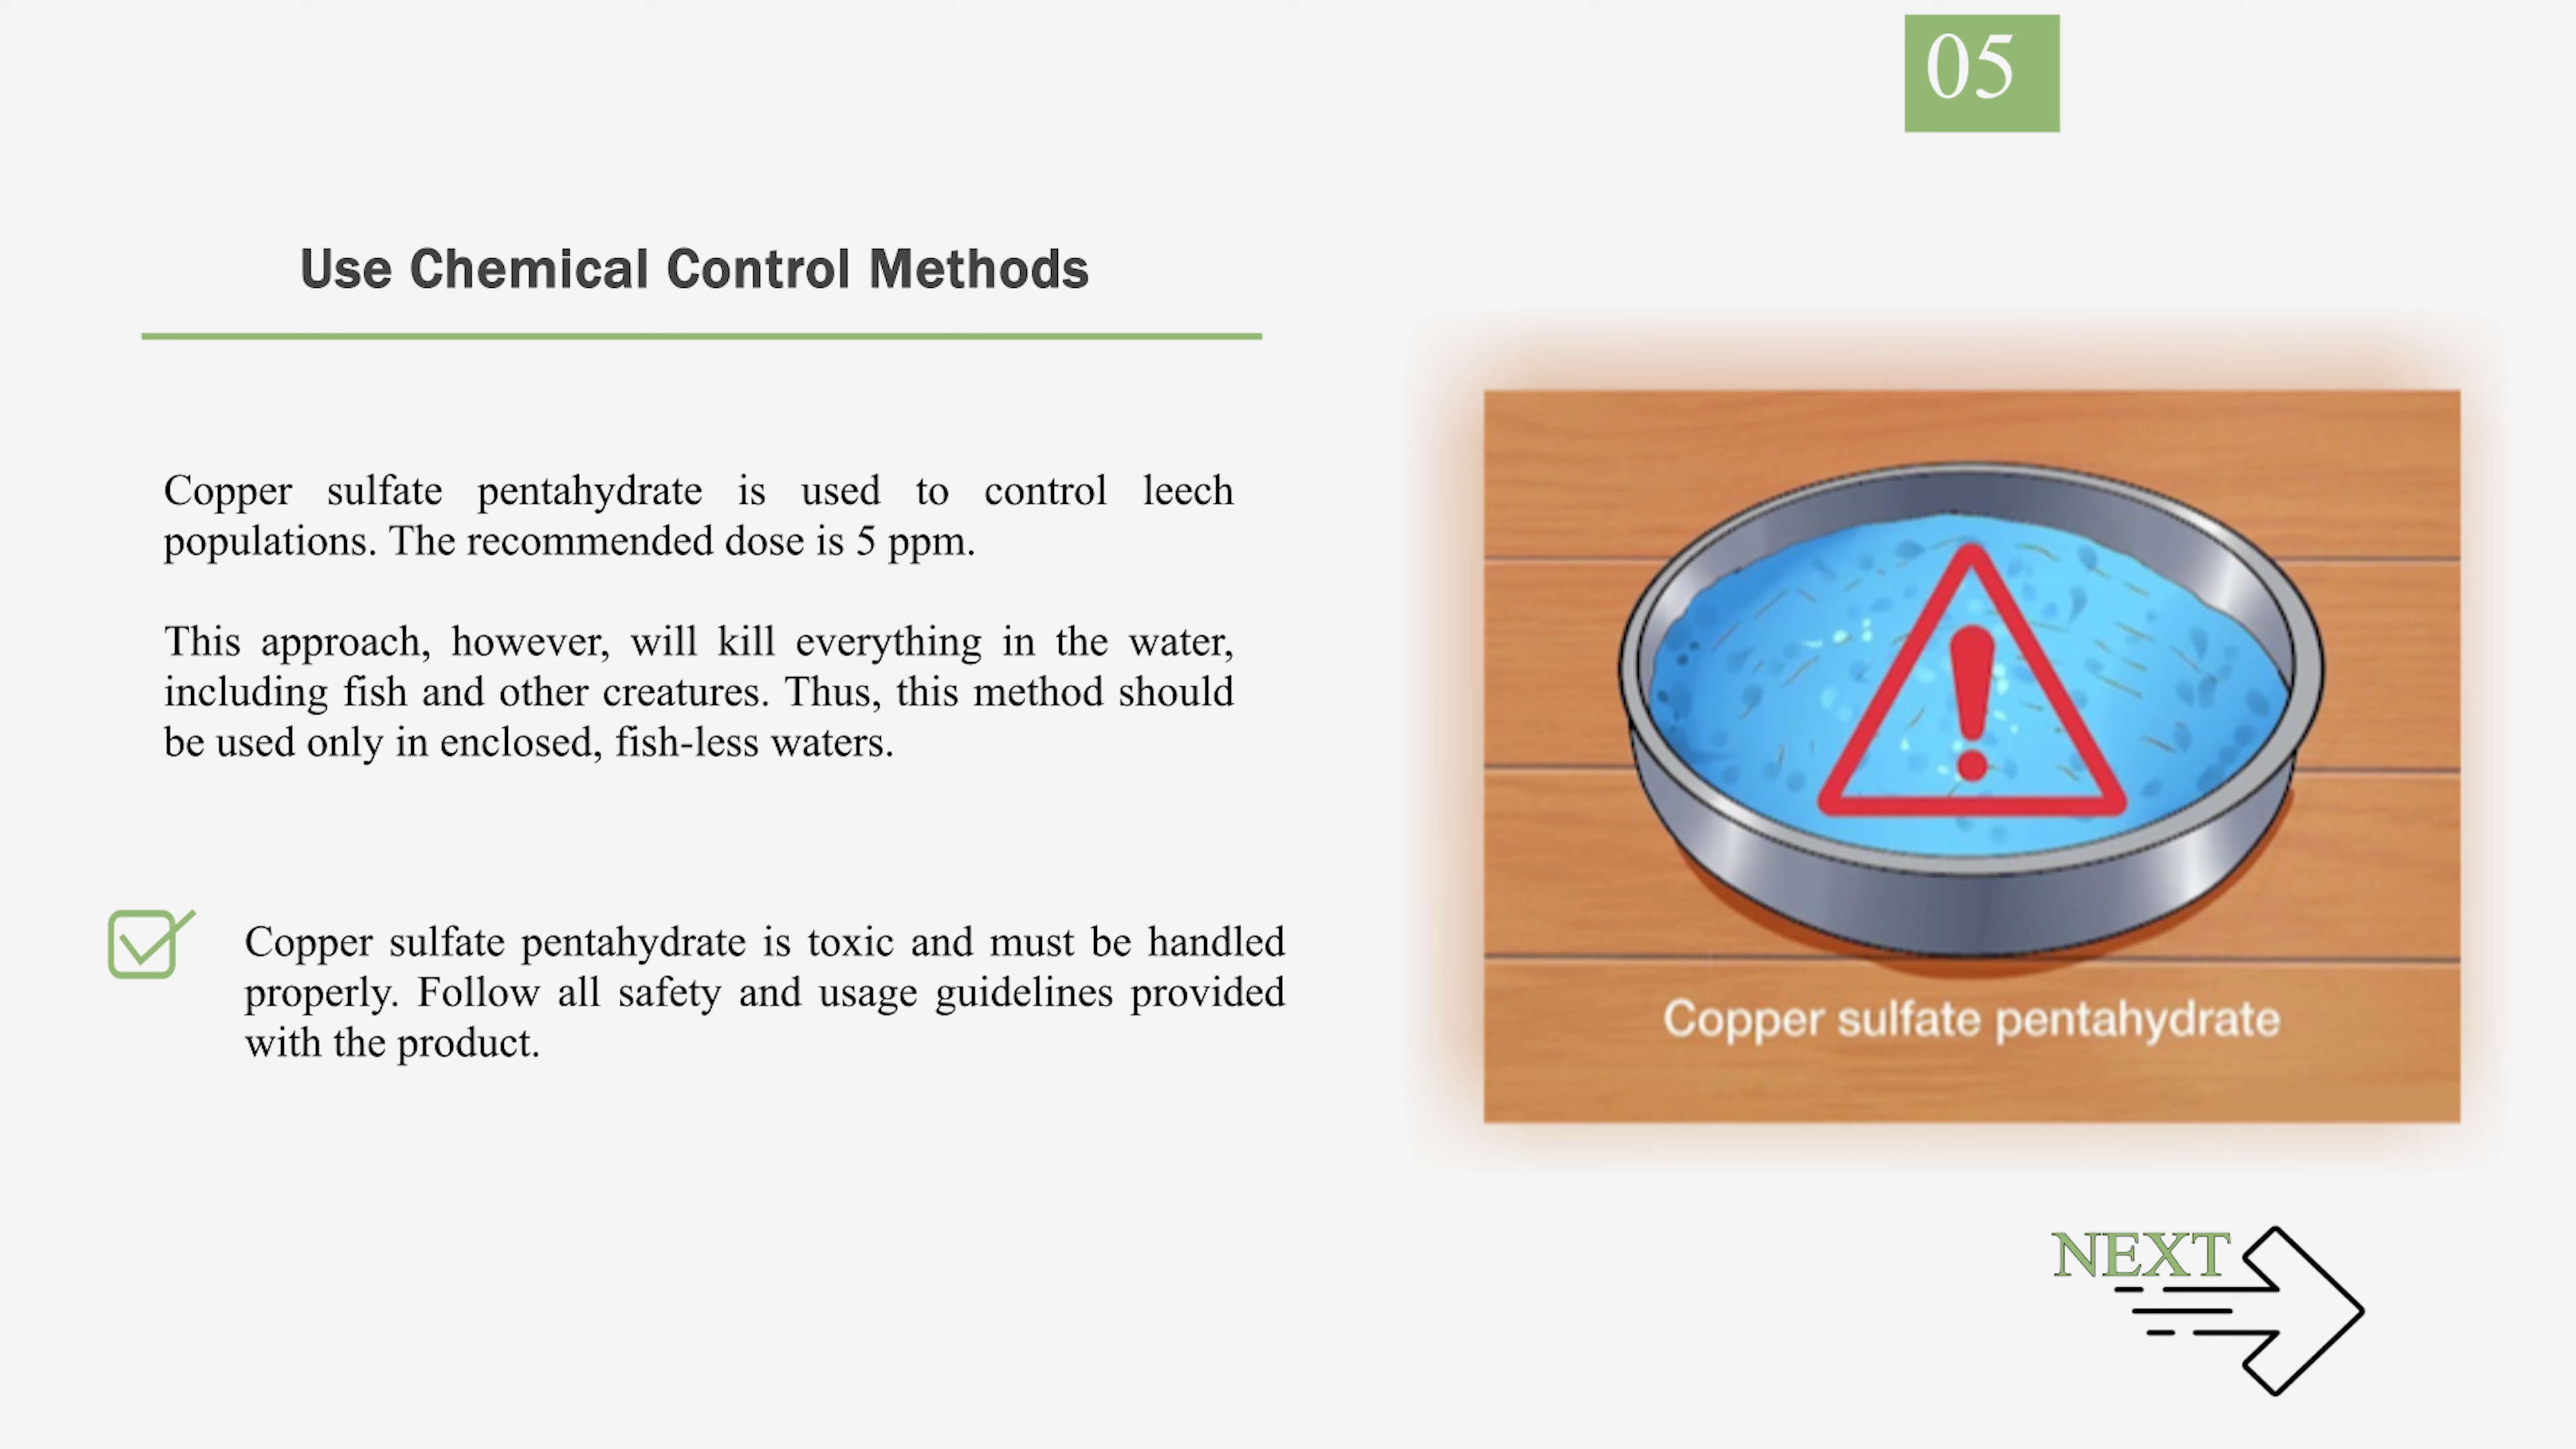 05
Use Chemical Control Methods
Copper sulfate pentahydrate is used to control leech
populations. The recommended dose is 5 ppm.
This approach, however, will kill everything in the water,
including fish and other creatures. Thus, this method should
be used only in enclosed, fish-less waters.
Copper sulfate pentahydrate is toxic and must be handled
properly. Follow all safety and usage guidelines provided
with the product.
Copper sulfate pentahydrate
NEXT